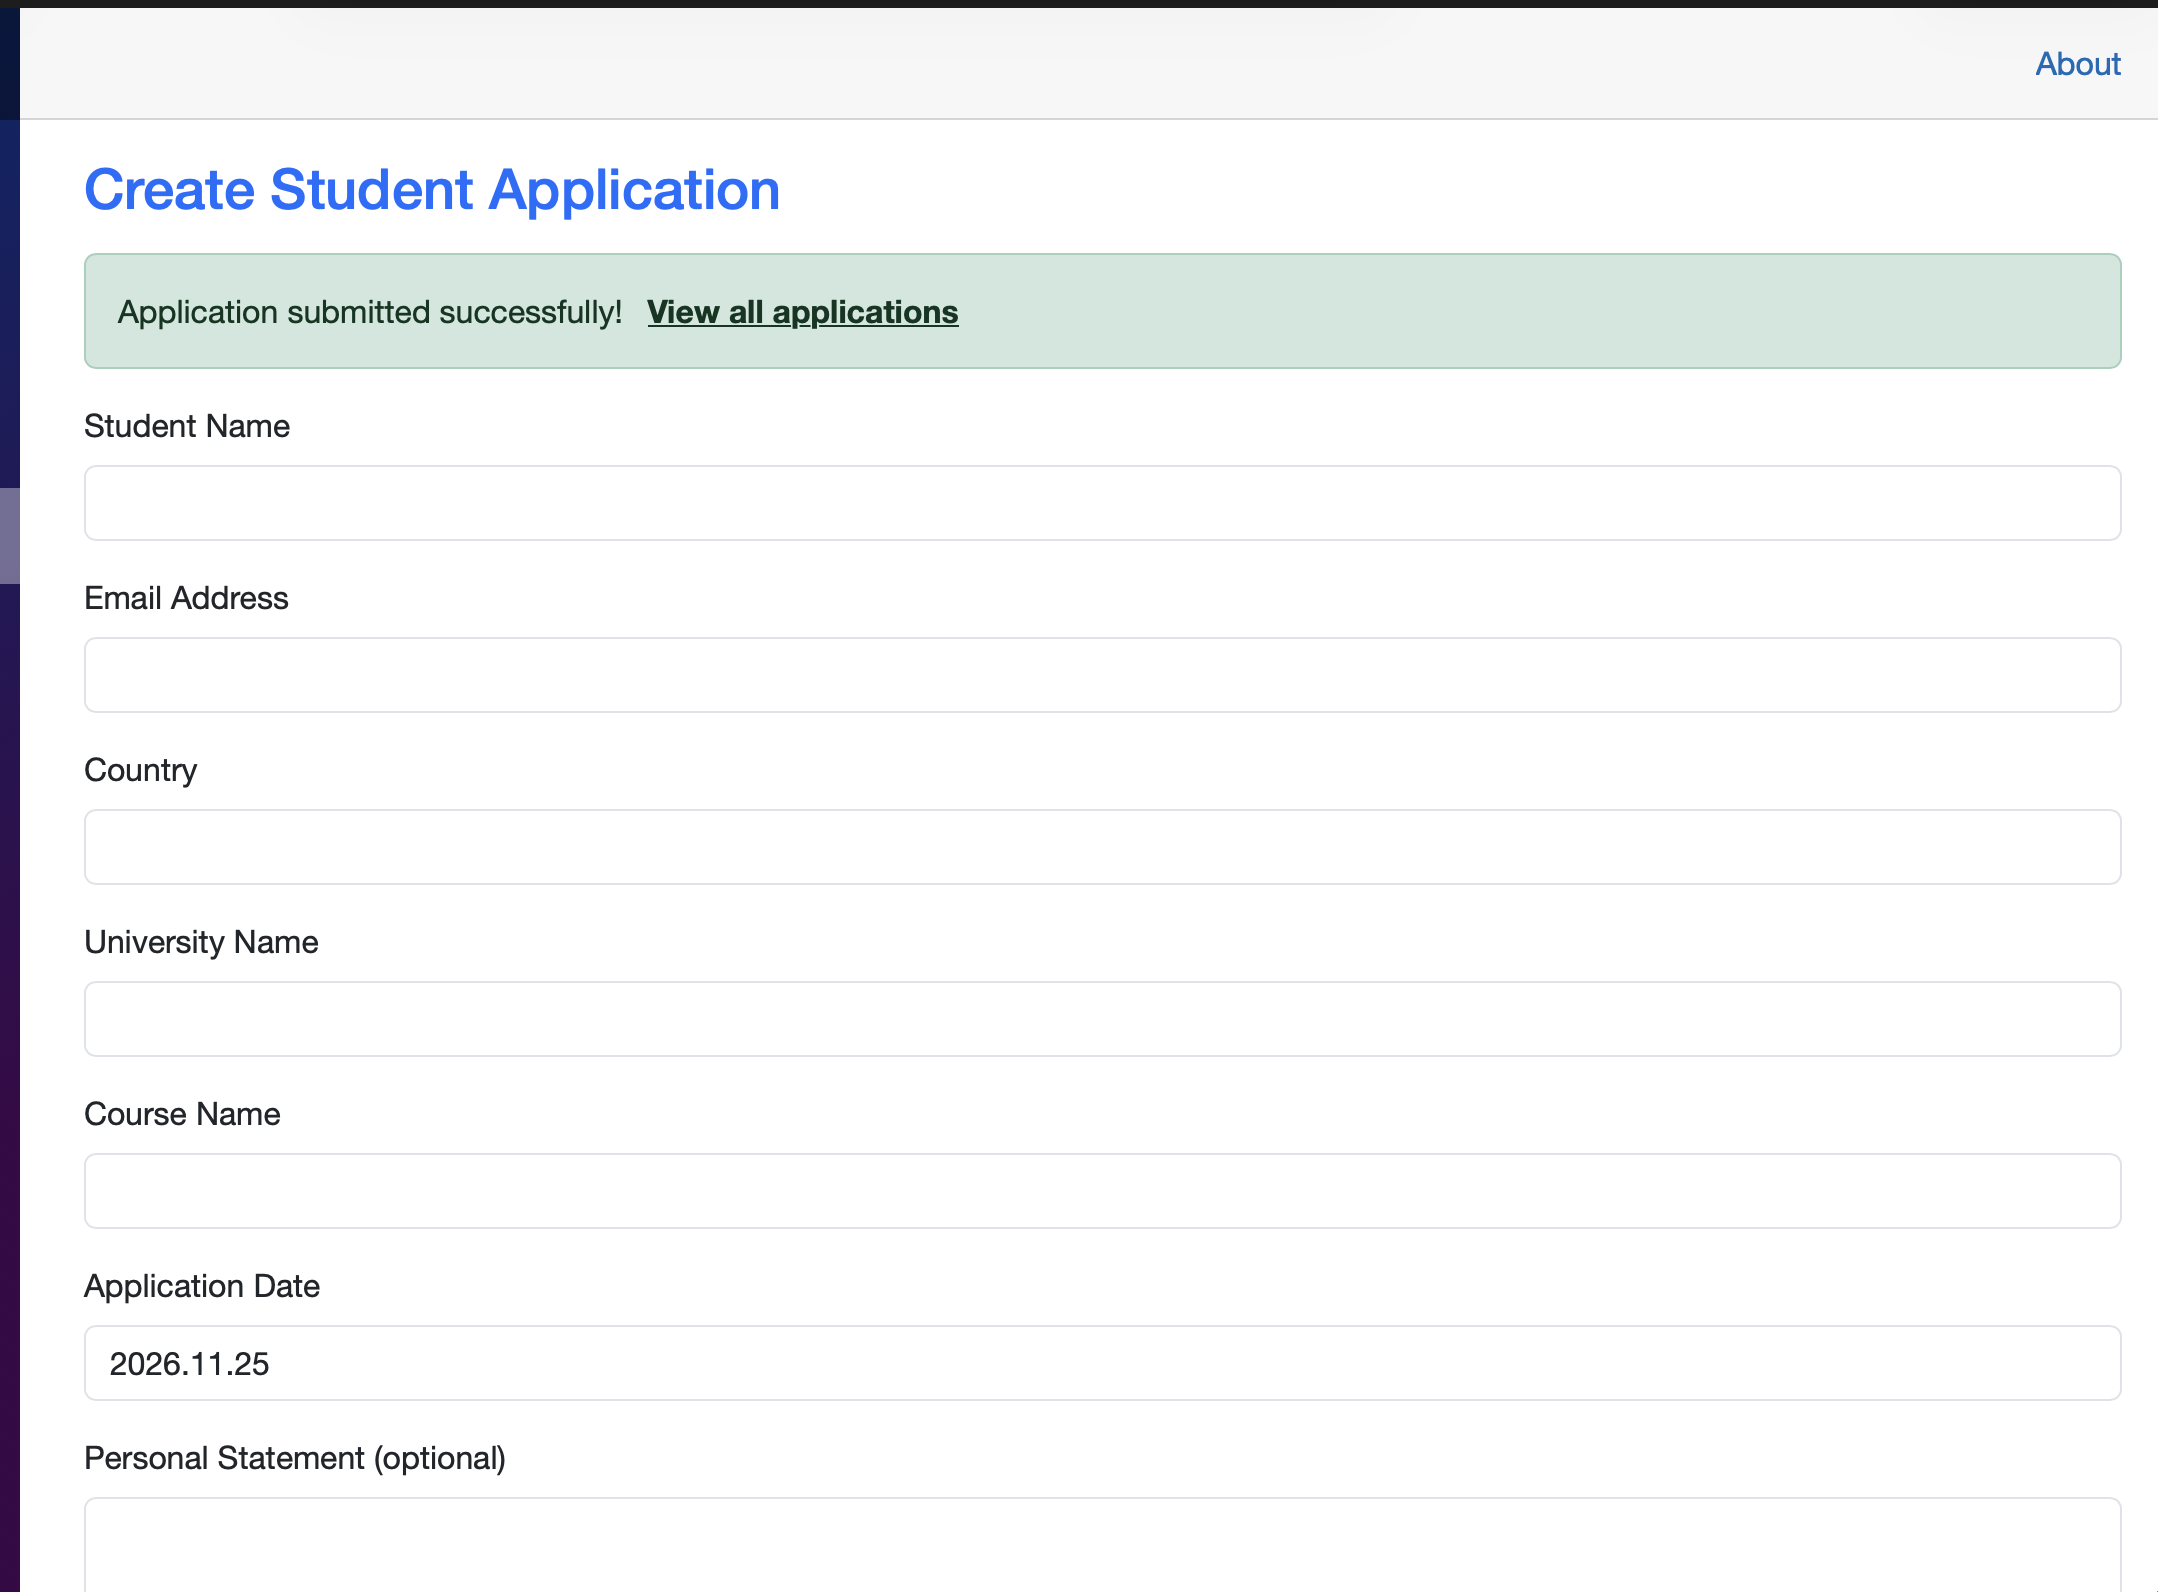 About
Create Student Application
Application submitted successfully! View all applications
Student Name
Email Address
Country
University Name
Course Name
Application Date
2026.11.25
Personal Statement (optional)